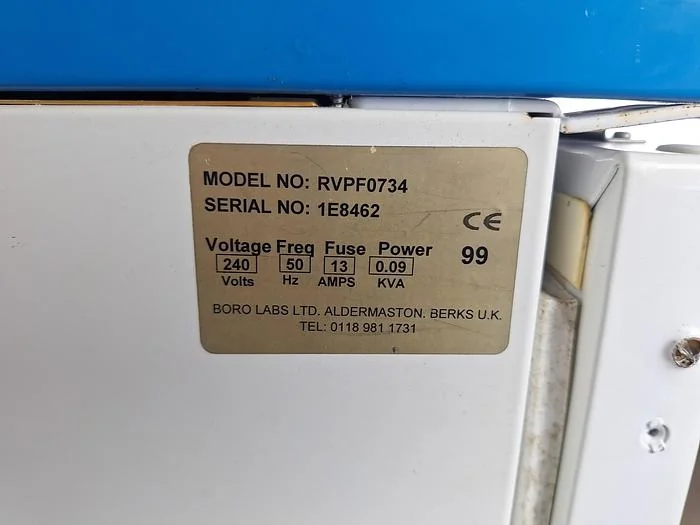 MODEL NO: RVPF0734
SERIAL NO: 1E8462
CE
Voltage Freq Fuse Power 99
240 50 13 0.09
Volts Hz AMPS KVA
BORO LABS LTD. ALDERMASTON. BERKS U.K.
TEL: 0118 981 1731